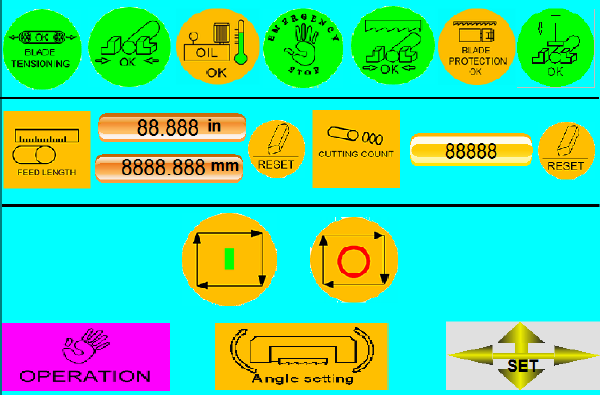 OK
BLADE
TENSIONING
OK
OIL
OK
EMERGENCY
STOP
OK
BLADE
PROTECTION
OK
OK
88.888 in
8888.888 mm
FEED LENGTH
RESET
CUTTING COUNT
88888
RESET
OPERATION
Angle setting
SET